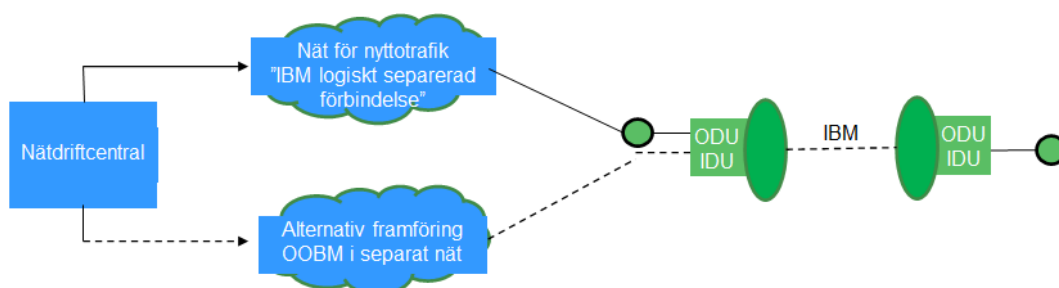 Nätdriftcentral
Nät för nyttotrafik
”IBM logiskt separerad
förbindelse”
Alternativ framföring
OOBM i separat nät
ODU
IDU
IBM
ODU
IDU